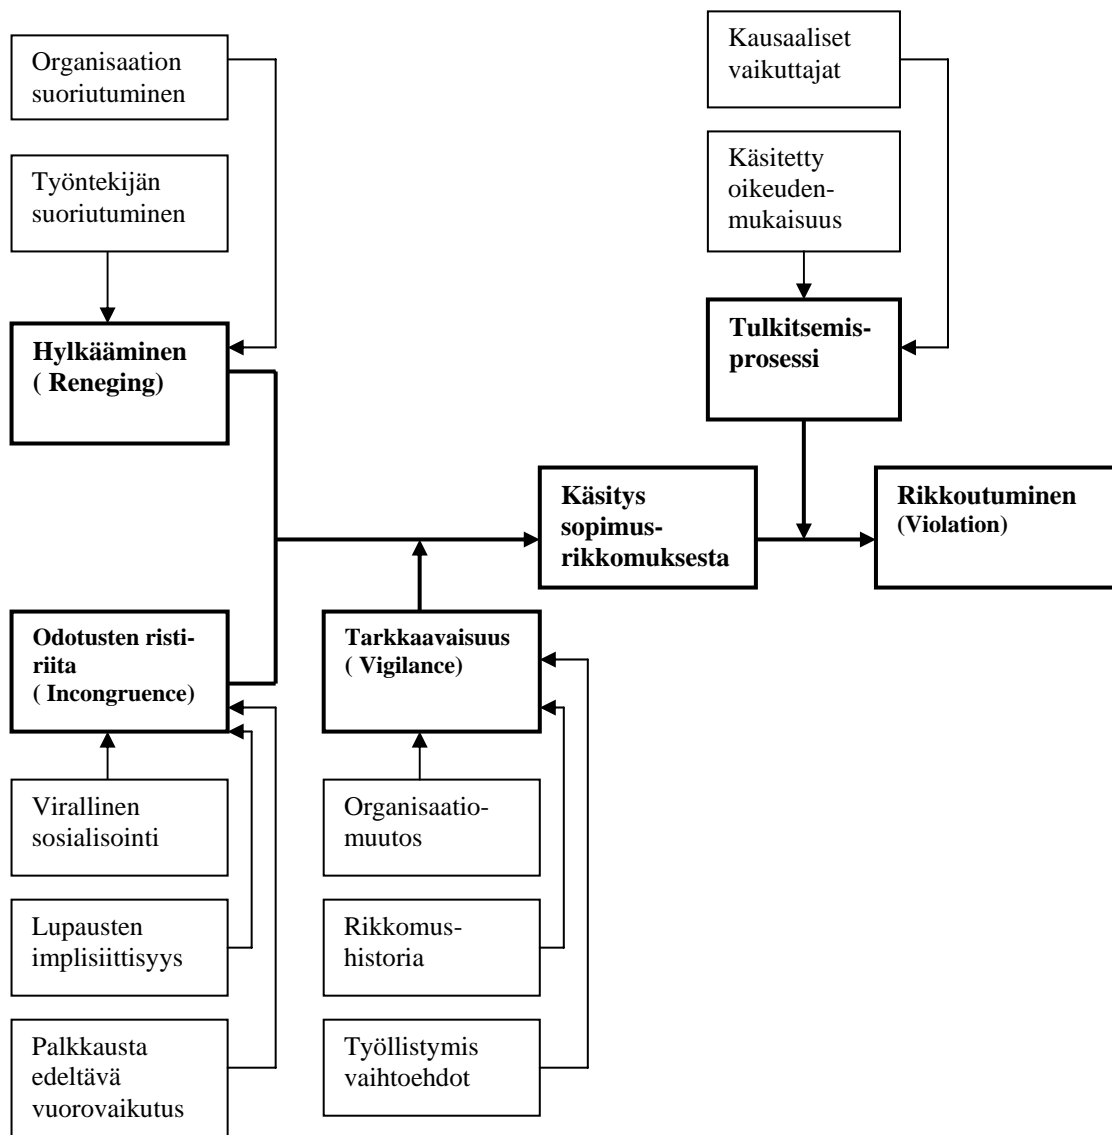 Organisaation
suoriutuminen
Työntekijän
suoriutuminen
Hylkääminen
( Reneging)
Kausaaliset
vaikuttajat
Käsitetty
oikeuden-
mukaisuus
Tulkitsemis-
prosessi
Käsitys
sopimus-
rikkomuksesta
Rikkoutuminen
(Violation)
Odotusten risti-
riita
( Incongruence)
Tarkkaavaisuus
( Vigilance)
Virallinen
sosialisointi
Lupausten
implisiittisyys
Palkkausta
edeltävä
vuorovaikutus
Organisaatio-
muutos
Rikkomus-
historia
Työllistymis
vaihtoehdot